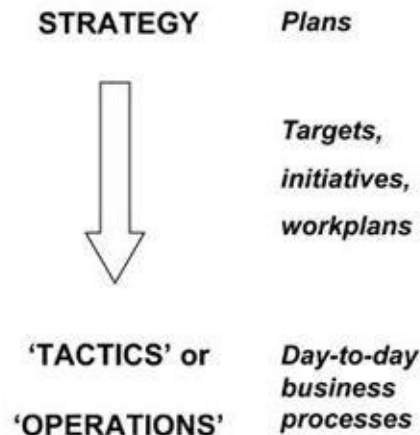 STRATEGY
Plans
Targets,
initiatives,
workplans
‘TACTICS’ or
‘OPERATIONS’
Day-to-day
business
processes